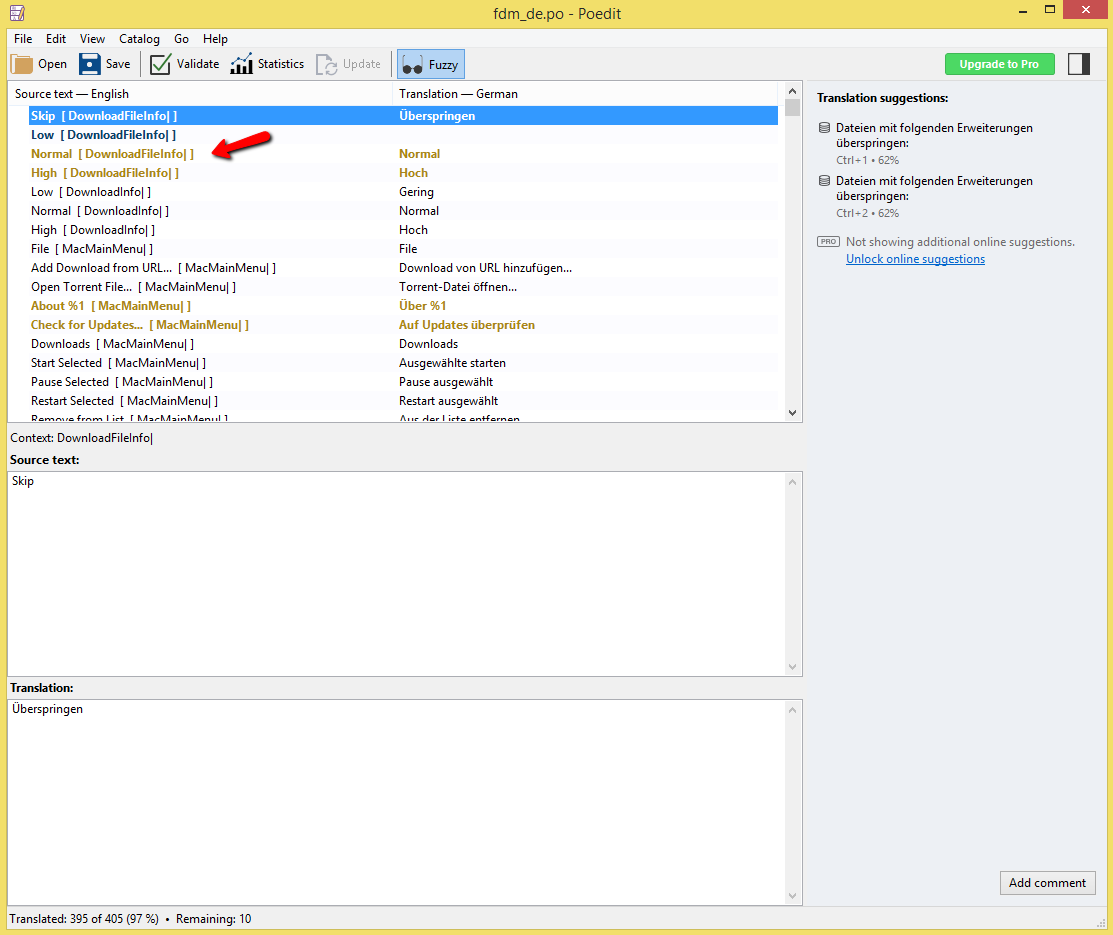 fdm_de.po - Poedit
File Edit View Catalog Go Help
Open Save Validate Statistics Update Fuzzy Upgrade to Pro
Source text — English Translation — German
Skip [ DownloadFileInfo| ] Überspringen
Low [ DownloadFileInfo| ]
Normal [ DownloadFileInfo| ] Normal
High [ DownloadFileInfo| ] Hoch
Low [ DownloadInfo| ] Gering
Normal [ DownloadInfo| ] Normal
High [ DownloadInfo| ] Hoch
File [ MacMainMenu| ] File
Add Download from URL... [ MacMainMenu| ] Download von URL hinzufügen...
Open Torrent File... [ MacMainMenu| ] Torrent-Datei öffnen...
About %1 [ MacMainMenu| ] Über %1
Check for Updates... [ MacMainMenu| ] Auf Updates überprüfen
Downloads [ MacMainMenu| ] Downloads
Start Selected [ MacMainMenu| ] Ausgewählte starten
Pause Selected [ MacMainMenu| ] Pause ausgewählt
Restart Selected [ MacMainMenu| ] Restart ausgewählt
Remove from List [ MacMainMenu| ] Aus der Liste entfernen
Context: DownloadFileInfo|
Source text:
Skip
Translation:
Überspringen
Translated: 395 of 405 (97 %) • Remaining: 10
Translation suggestions:
Dateien mit folgenden Erweiterungen
überspringen:
Ctrl+1 • 62%
Dateien mit folgenden Erweiterungen
überspringen:
Ctrl+2 • 62%
PRO Not showing additional online suggestions.
Unlock online suggestions
Add comment